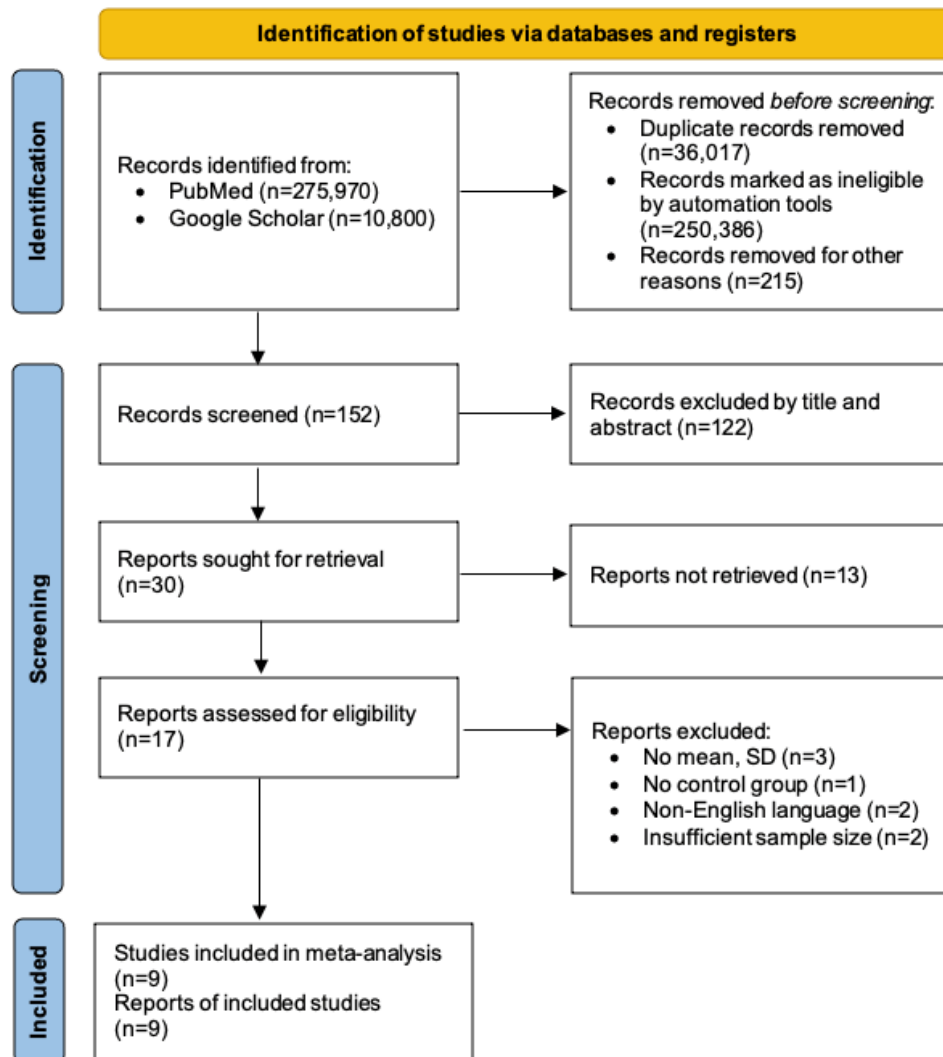 Identification of studies via databases and registers
Identification
Records identified from:
• PubMed (n=275,970)
• Google Scholar (n=10,800)
Records removed before screening:
• Duplicate records removed
(n=36,017)
• Records marked as ineligible
by automation tools
(n=250,386)
• Records removed for other
reasons (n=215)
Screening
Records screened (n=152)
Records excluded by title and
abstract (n=122)
Reports sought for retrieval
(n=30)
Reports not retrieved (n=13)
Reports assessed for eligibility
(n=17)
Reports excluded:
• No mean, SD (n=3)
• No control group (n=1)
• Non-English language (n=2)
• Insufficient sample size (n=2)
Included
Studies included in meta-analysis
(n=9)
Reports of included studies
(n=9)